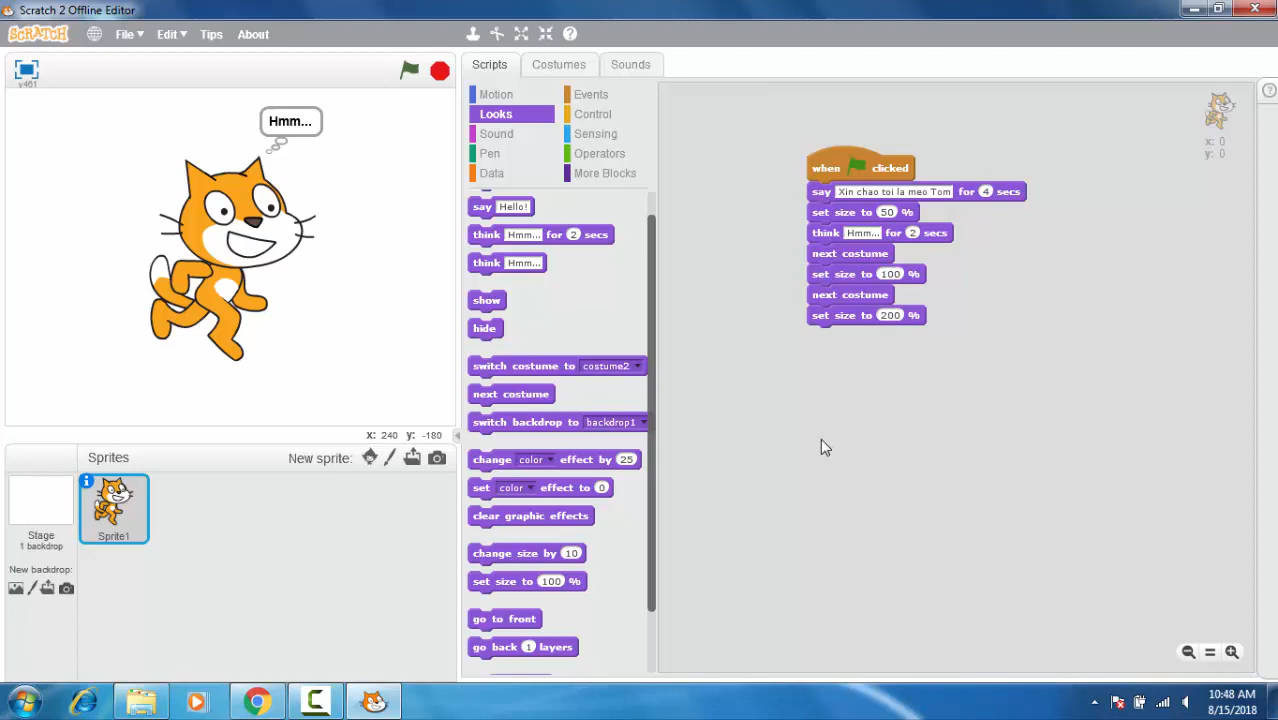 Scratch 2 Offline Editor
SCRATCH File Edit Tips About
v461
Hmm...
x: 240 y: -180
Sprites New sprite:
Stage
1 backdrop
New backdrop:
Sprite1
Scripts Costumes Sounds
Motion Events
Looks Control
Sound Sensing
Pen Operators
Data More Blocks
say Hello!
think Hmm... for 2 secs
think Hmm...
show
hide
switch costume to costume2
next costume
switch backdrop to backdrop1
change color effect by 25
set color effect to 0
clear graphic effects
change size by 10
set size to 100 %
go to front
go back 1 layers
when clicked
say Xin chao toi la meo Tom for 4 secs
set size to 50 %
think Hmm... for 2 secs
next costume
set size to 100 %
next costume
set size to 200 %
x: 0
y: 0
10:48 AM
8/15/2018